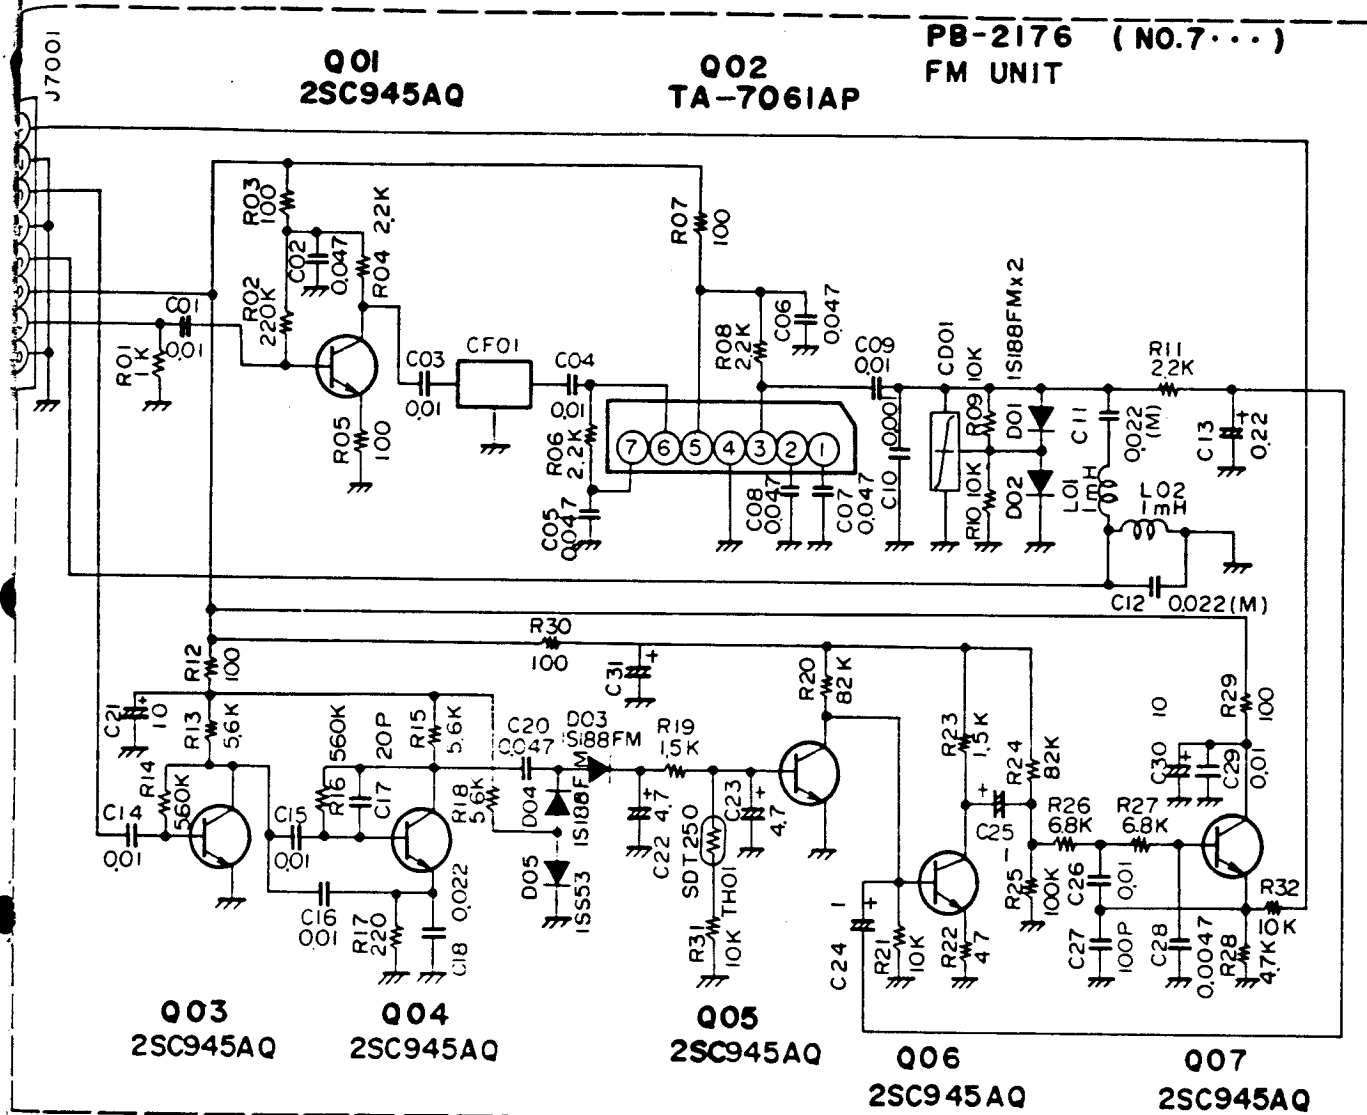 PB-2176 (NO.7···)
FM UNIT
J7001
Q01
2SC945AQ
Q02
TA-7061AP
R03
100
2.2K
R04
C02
0.047
R02
220K
C01
0.01
R01
1K
R05
100
C03
0.01
CF01
C04
0.01
R06
2.2K
C05
0.047
R07
100
R08
2.2K
C06
0.047
7
6
5
4
3
2
1
C08
0.047
C07
0.047
C09
0.01
C10
0.001
CD01
R09
10K
R10
10K
1S188FMx2
D01
D02
C11
0.022
(M)
L01
1mH
L02
1mH
C12
0.022(M)
R11
2.2K
C13
0.22
+
R12
100
R30
100
C31
+
C21
10
+
R13
5.6K
R14
560K
C14
0.01
C15
0.01
C16
0.01
R16
560K
C17
20P
R15
5.6K
R17
220
C18
0.022
R18
5.6K
C20
0.047
D03
1S188FM
D04
1S188FM
D05
1SS53
R19
1.5K
C22
4.7
+
SDT250
TH01
R31
10K
C23
4.7
+
R20
82K
C24
1
+
R21
10K
R22
47
R23
1.5K
C25
1
+
R24
82K
R25
100K
R26
6.8K
R27
6.8K
C26
0.01
C27
100P
C28
0.0047
R28
4.7K
R32
10K
R29
100
C30
10
+
C29
0.01
Q03
2SC945AQ
Q04
2SC945AQ
Q05
2SC945AQ
Q06
2SC945AQ
Q07
2SC945AQ